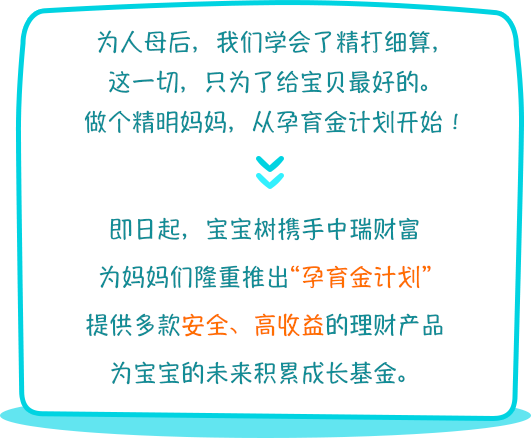 为人母后，我们学会了精打细算，
这一切，只为了给宝贝最好的。
做个精明妈妈，从孕育金计划开始！
即日起，宝宝树携手中瑞财富
为妈妈们隆重推出“孕育金计划”
提供多款安全、高收益的理财产品
为宝宝的未来积累成长基金。